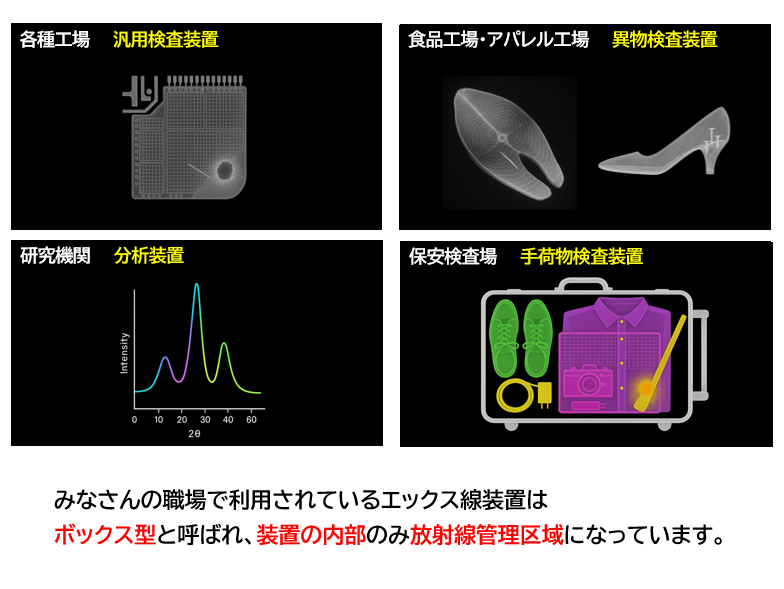 各種工場 汎用検査装置
食品工場・アパレル工場 異物検査装置
研究機関 分析装置
Intensity
0 10 20 30 40 50 60
2θ
保安検査場 手荷物検査装置
みなさんの職場で利用されているエックス線装置は
ボックス型と呼ばれ、装置の内部のみ放射線管理区域になっています。